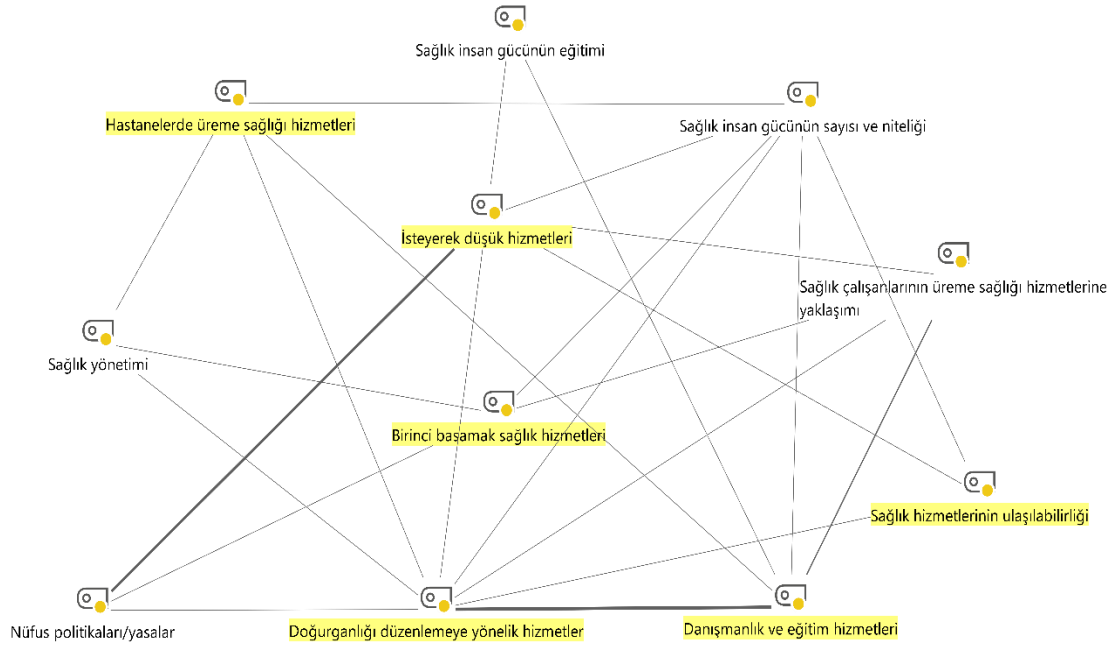 Sağlık insan gücünün eğitimi
Hastanelerde üreme sağlığı hizmetleri
Sağlık insan gücünün sayısı ve niteliği
İsteyerek düşük hizmetleri
Sağlık çalışanlarının üreme sağlığı hizmetlerine
yaklaşımı
Sağlık yönetimi
Birinci basamak sağlık hizmetleri
Sağlık hizmetlerinin ulaşılabilirliği
Nüfus politikaları/yasalar
Doğurganlığı düzenlemeye yönelik hizmetler
Danışmanlık ve eğitim hizmetleri